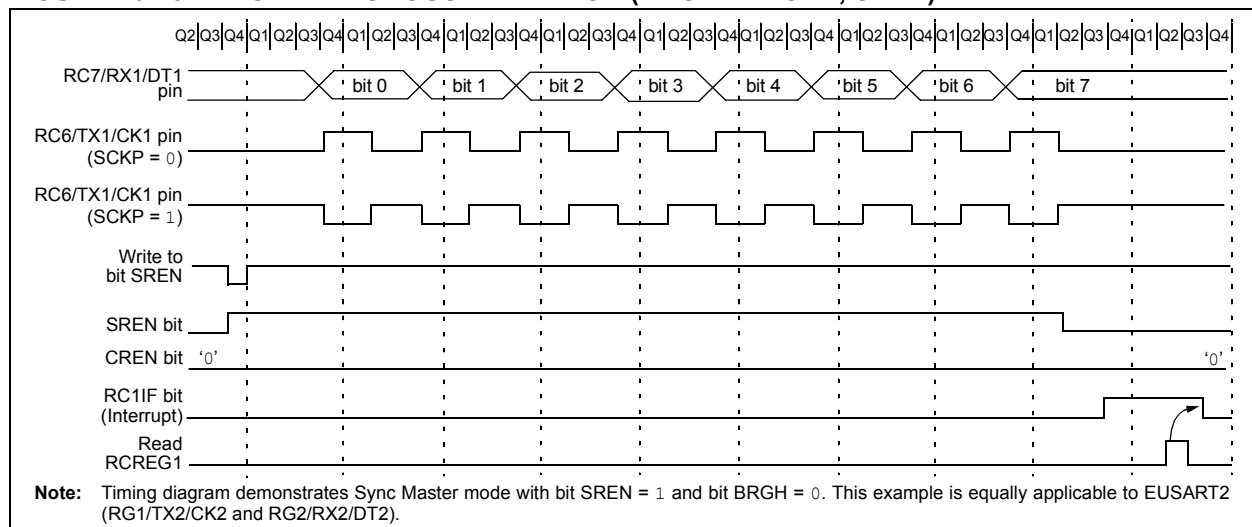 Q2|Q3|Q4|Q1|Q2|Q3|Q4|Q1|Q2|Q3|Q4|Q1|Q2|Q3|Q4|Q1|Q2|Q3|Q4|Q1|Q2|Q3|Q4|Q1|Q2|Q3|Q4|Q1|Q2|Q3|Q4|Q1|Q2|Q3|Q4|Q1|Q2|Q3|Q4|Q1|Q2|Q3|Q4
RC7/RX1/DT1
pin
bit 0 bit 1 bit 2 bit 3 bit 4 bit 5 bit 6 bit 7
RC6/TX1/CK1 pin
(SCKP = 0)
RC6/TX1/CK1 pin
(SCKP = 1)
Write to
bit SREN
SREN bit
CREN bit ‘0’ ‘0’
RC1IF bit
(Interrupt)
Read
RCREG1
Note: Timing diagram demonstrates Sync Master mode with bit SREN = 1 and bit BRGH = 0. This example is equally applicable to EUSART2
(RG1/TX2/CK2 and RG2/RX2/DT2).